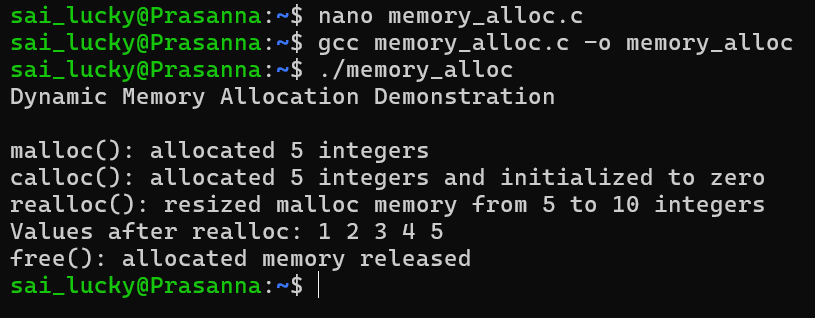 sai_lucky@Prasanna:~$ nano memory_alloc.c
sai_lucky@Prasanna:~$ gcc memory_alloc.c -o memory_alloc
sai_lucky@Prasanna:~$ ./memory_alloc
Dynamic Memory Allocation Demonstration
malloc(): allocated 5 integers
calloc(): allocated 5 integers and initialized to zero
realloc(): resized malloc memory from 5 to 10 integers
Values after realloc: 1 2 3 4 5
free(): allocated memory released
sai_lucky@Prasanna:~$